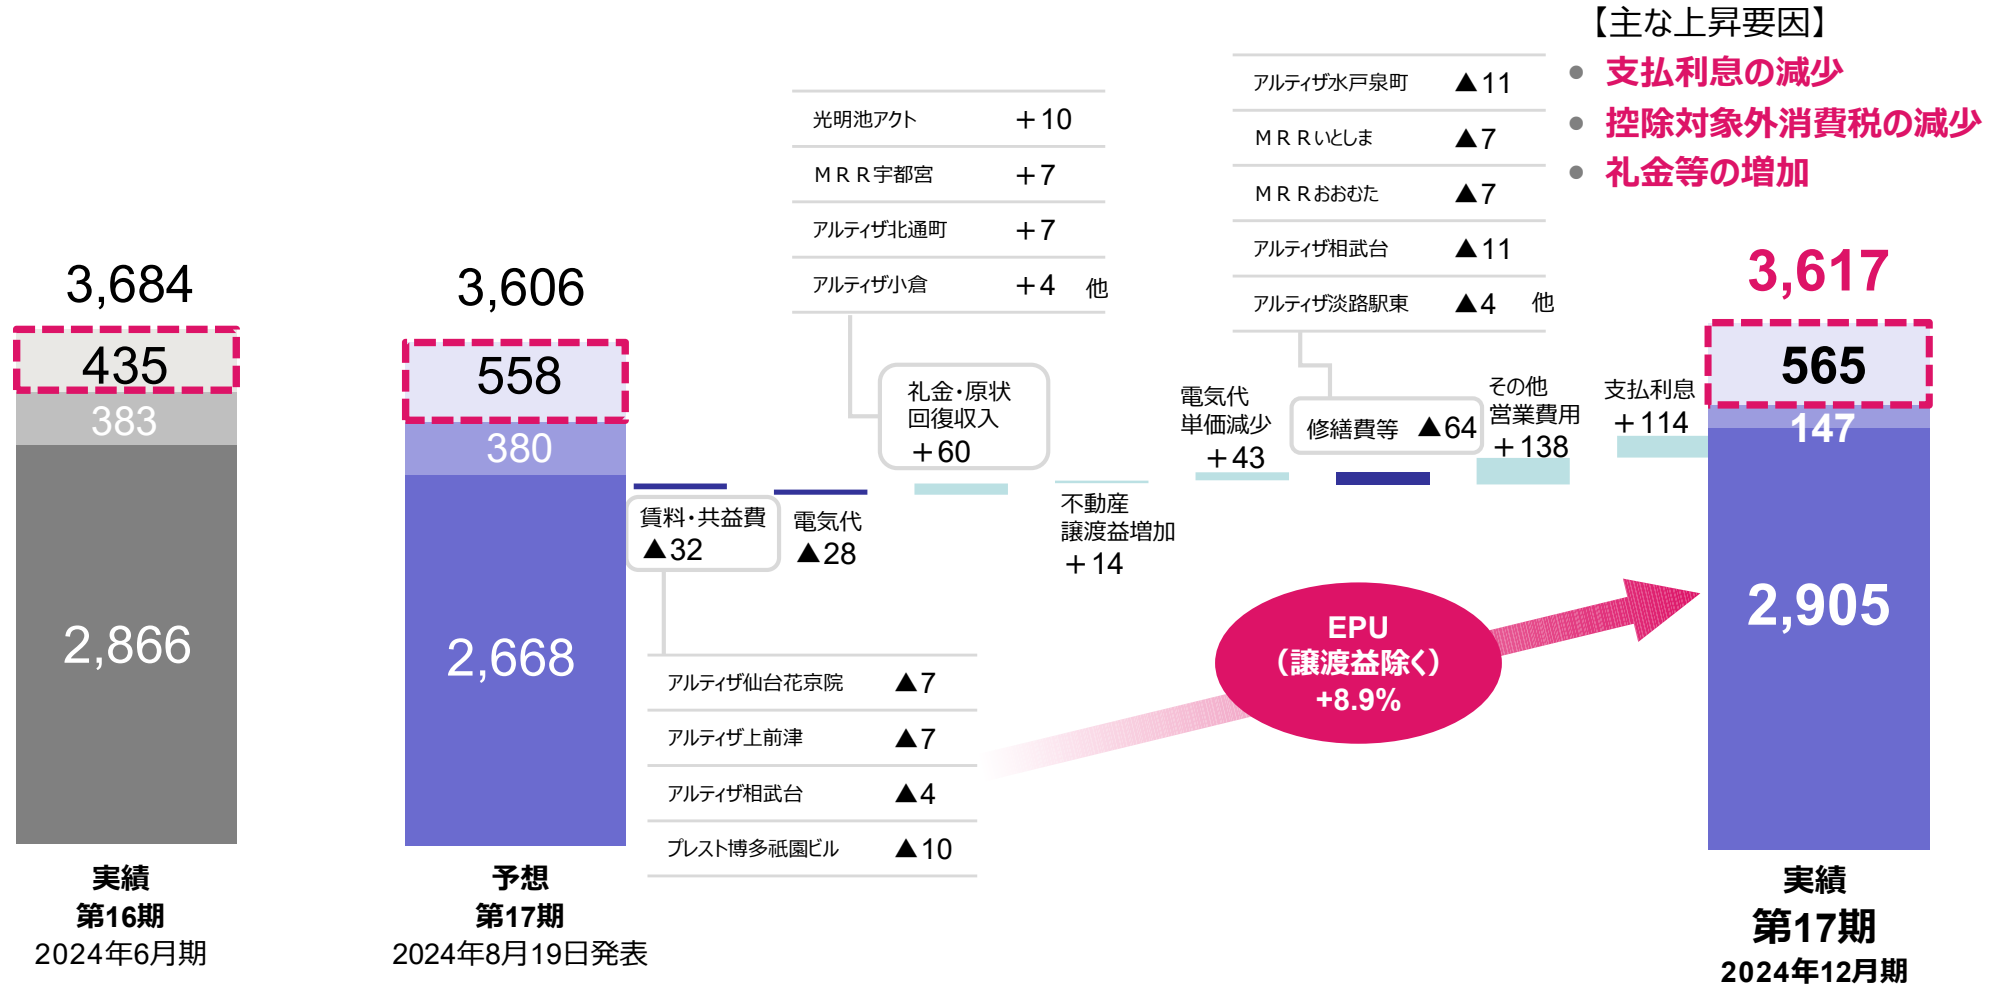 【主な上昇要因】
● 支払利息の減少
● 控除対象外消費税の減少
● 礼金等の増加
光明池アクト +10
MRR宇都宮 +7
アルティザ北通町 +7
アルティザ小倉 +4 他
アルティザ水戸泉町 ▲11
MRRいとしま ▲7
MRRおおむた ▲7
アルティザ相武台 ▲11
アルティザ淡路駅東 ▲4 他
3,684
435
383
2,866
実績
第16期
2024年6月期
3,606
558
380
2,668
予想
第17期
2024年8月19日発表
賃料・共益費
▲32
電気代
▲28
礼金・原状
回復収入
+60
不動産
譲渡益増加
+14
電気代
単価減少
+43
修繕費等 ▲64
その他
営業費用
+138
支払利息
+114
アルティザ仙台花京院 ▲7
アルティザ上前津 ▲7
アルティザ相武台 ▲4
プレスト博多祇園ビル ▲10
EPU
（譲渡益除く）
+8.9%
3,617
565
147
2,905
実績
第17期
2024年12月期